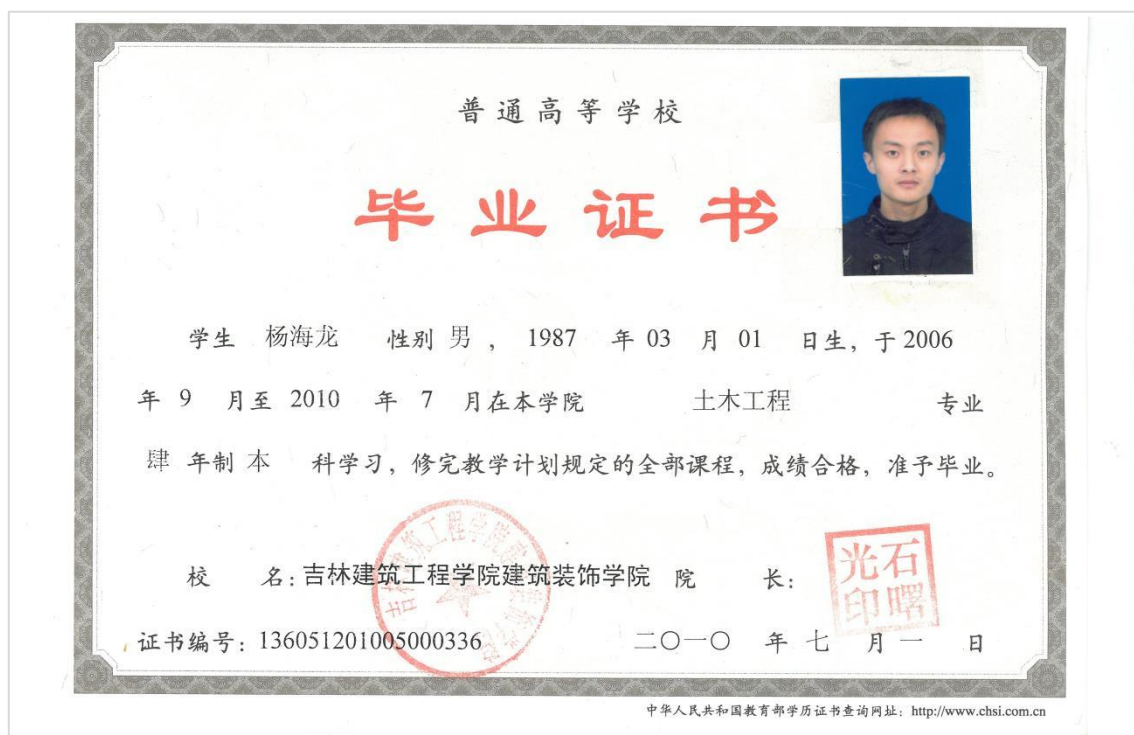 普通高等学校
毕业证书
学生 杨海龙 性别 男 ， 1987 年 03 月 01 日生，于 2006
年 9 月至 2010 年 7 月在本学院 土木工程 专业
肆 年制 本 科学习，修完教学计划规定的全部课程，成绩合格，准予毕业。
校 名：吉林建筑工程学院建筑装饰学院 院 长：
石曙光印
证书编号：136051201005000336 二〇一〇 年 七 月 一 日
中华人民共和国教育部学历证书查询网址：http://www.chsi.com.cn